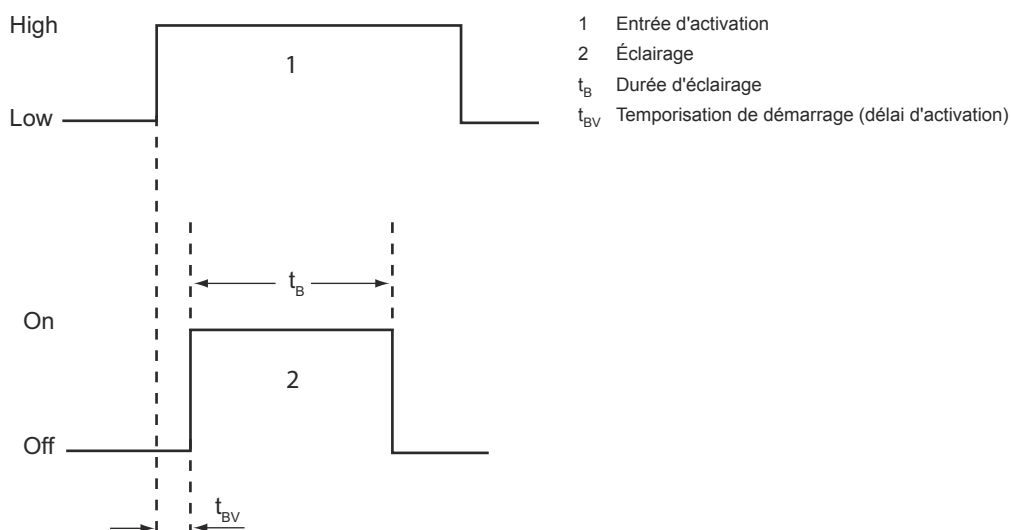 High
1
Low
t_B
On
2
Off
t_BV
1 Entrée d'activation
2 Éclairage
t_B Durée d'éclairage
t_BV Temporisation de démarrage (délai d'activation)